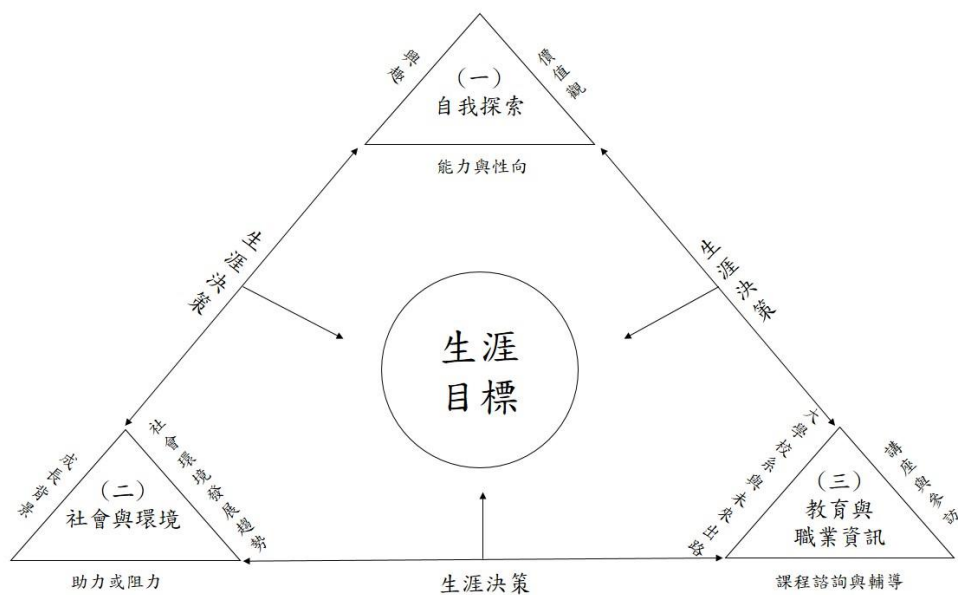 興趣
價值觀
（一）
自我探索
能力與性向
生涯決策
生涯決策
生涯
目標
成長背景
社會環境發展趨勢
（二）
社會與環境
助力或阻力
生涯決策
大學校系與未來出路
講座與參訪
（三）
教育與
職業資訊
課程諮詢與輔導